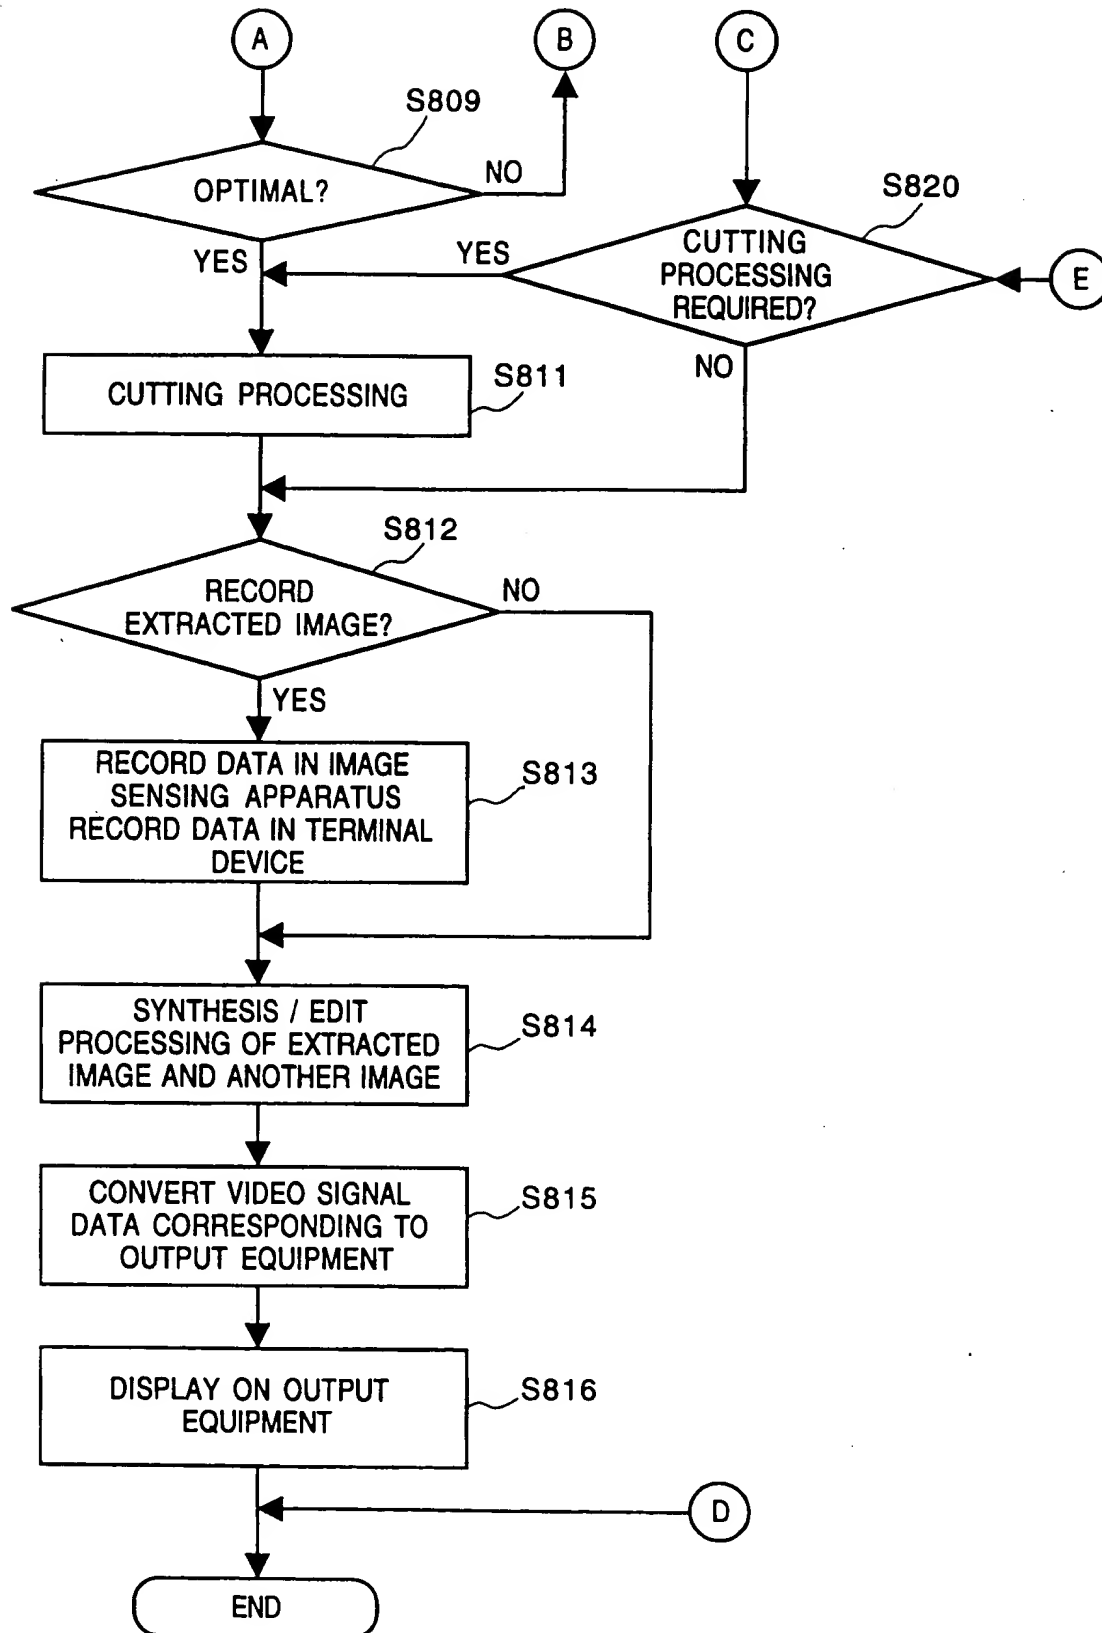 A
B
C
S809
OPTIMAL?
NO
S820
CUTTING
PROCESSING
REQUIRED?
E
YES
YES
NO
CUTTING PROCESSING
S811
S812
RECORD
EXTRACTED IMAGE?
NO
YES
RECORD DATA IN IMAGE
SENSING APPARATUS
RECORD DATA IN TERMINAL
DEVICE
S813
SYNTHESIS / EDIT
PROCESSING OF EXTRACTED
IMAGE AND ANOTHER IMAGE
S814
CONVERT VIDEO SIGNAL
DATA CORRESPONDING TO
OUTPUT EQUIPMENT
S815
DISPLAY ON OUTPUT
EQUIPMENT
S816
D
END